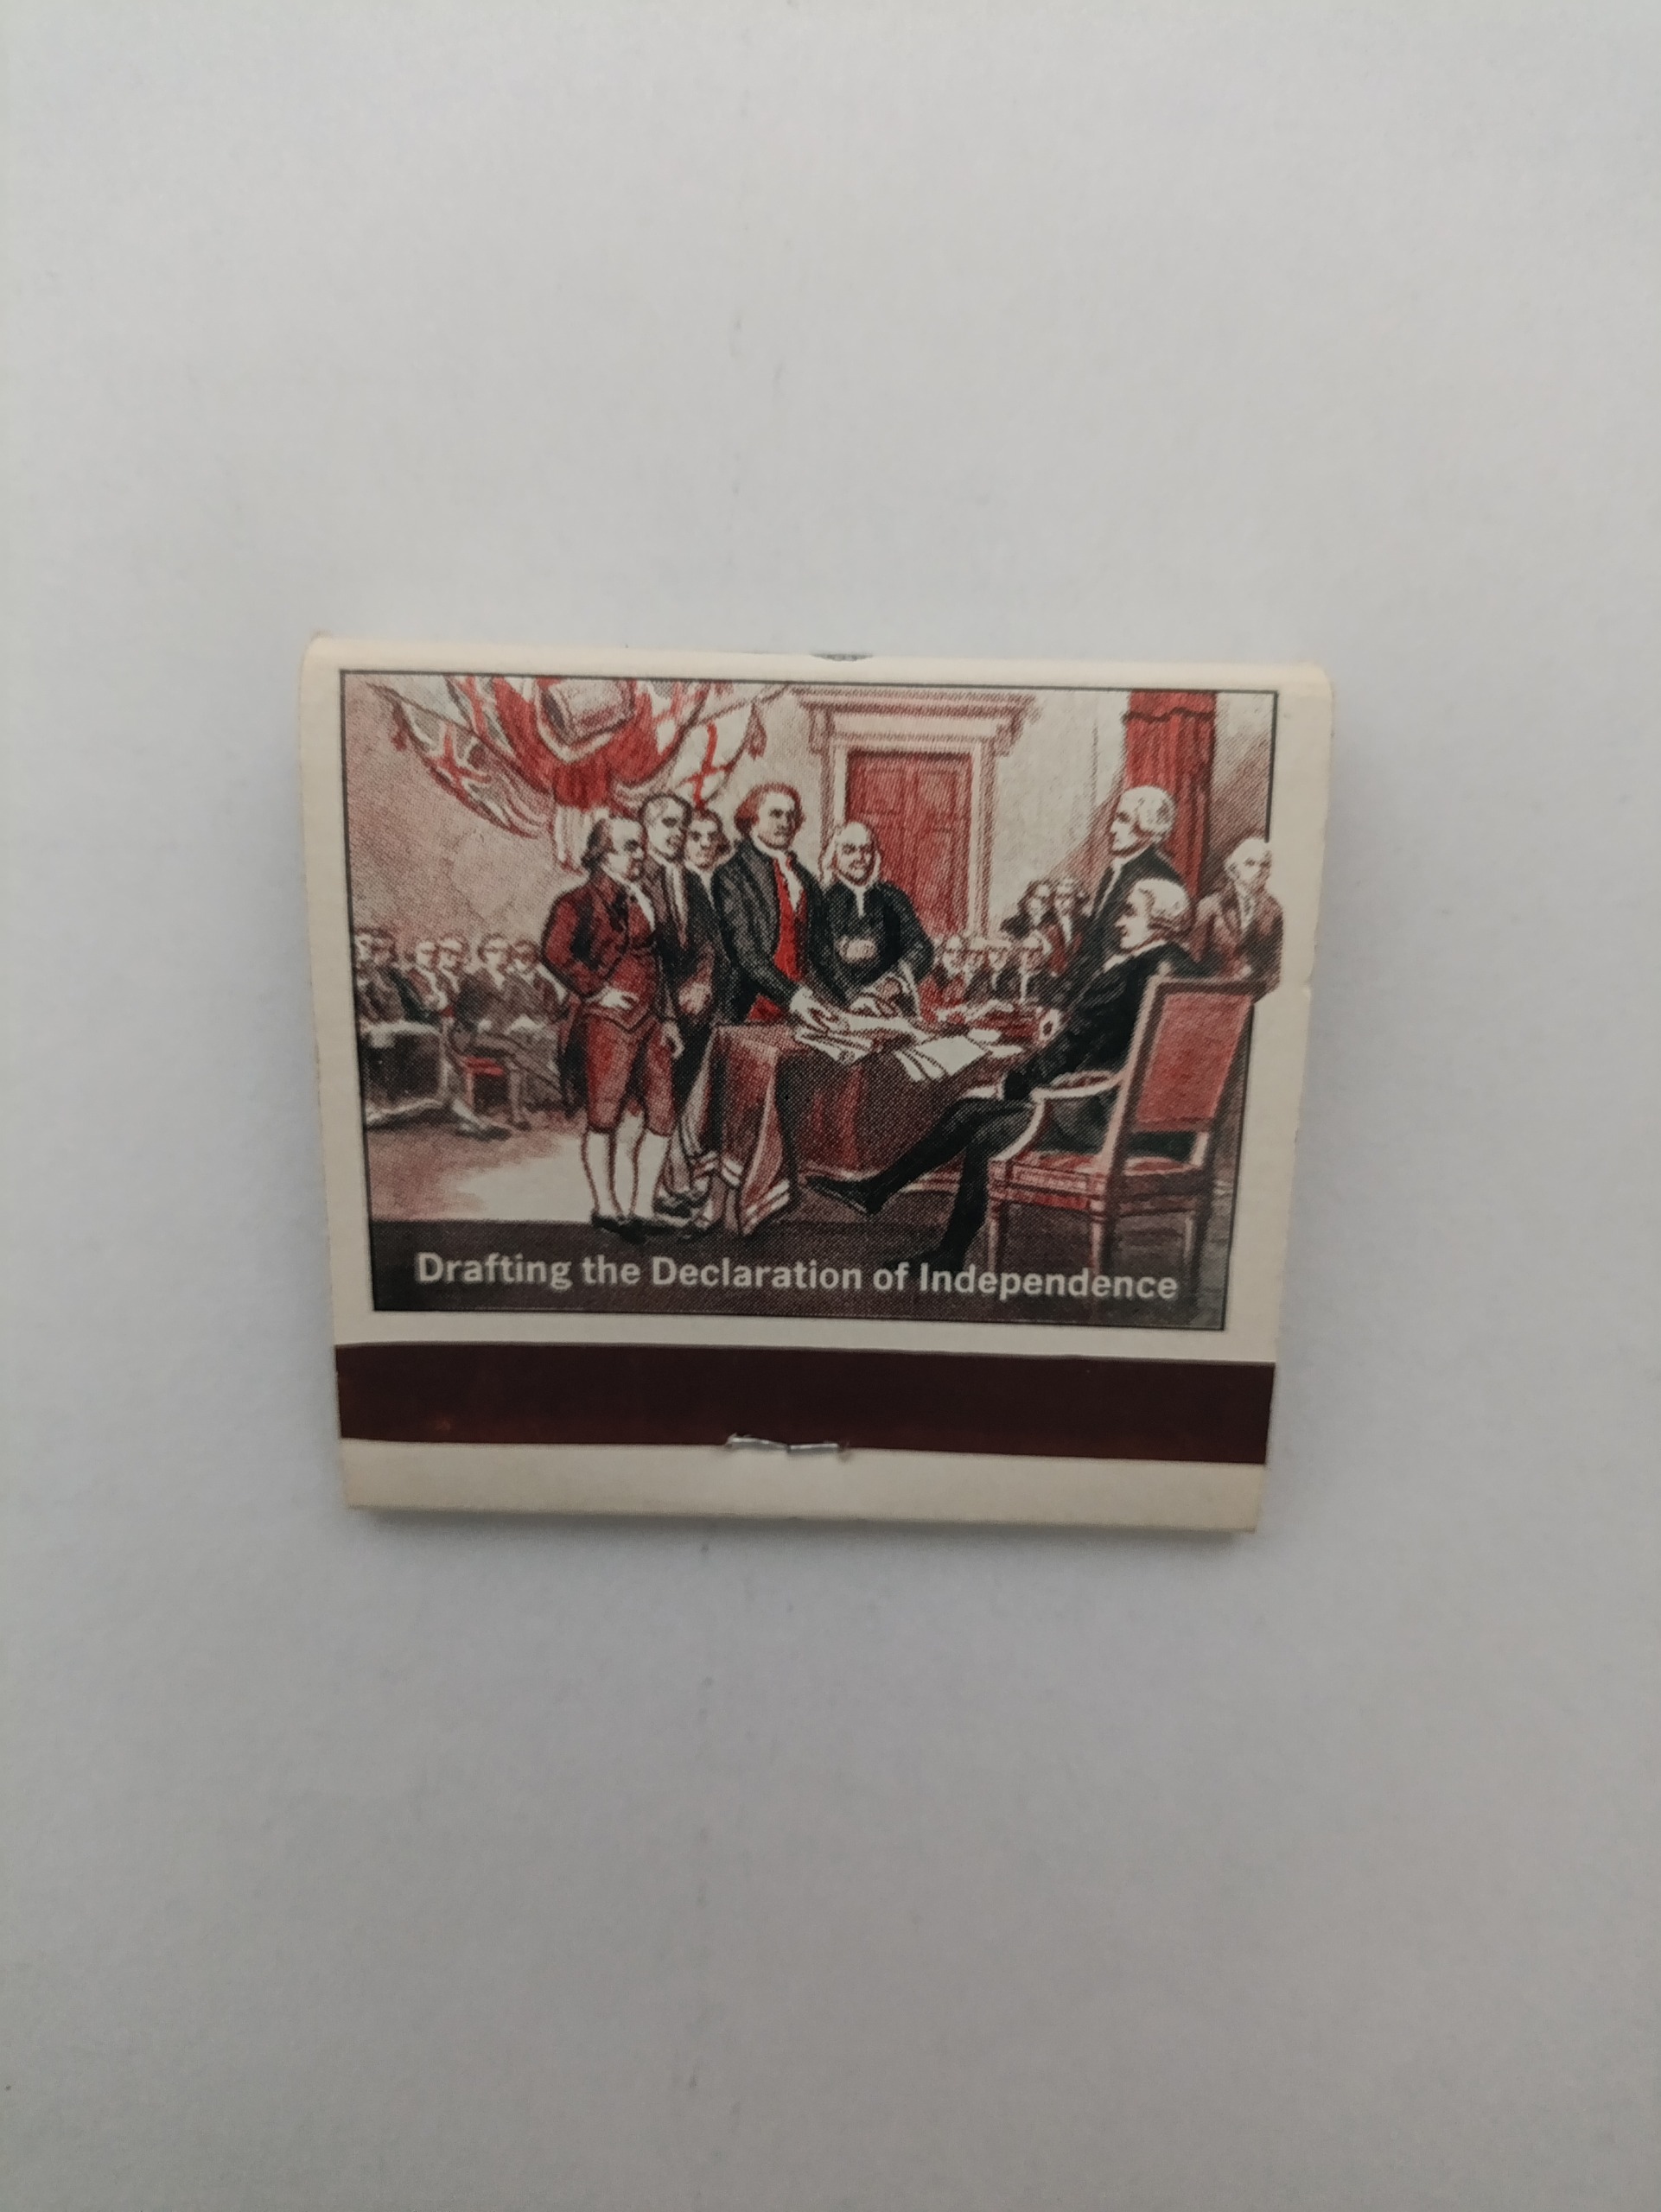 Drafting the Declaration of Independence